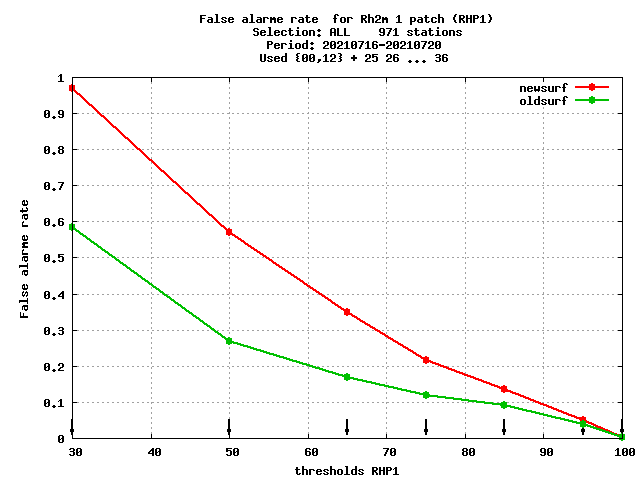 False alarme rate  for Rh2m 1 patch (RHP1)
Selection: ALL    971 stations
Period: 20210716-20210720
Used {00,12} + 25 26 ... 36
newsurf
oldsurf
1
0.9
0.8
0.7
0.6
0.5
0.4
0.3
0.2
0.1
0
False alarme rate
30 40 50 60 70 80 90 100
thresholds RHP1